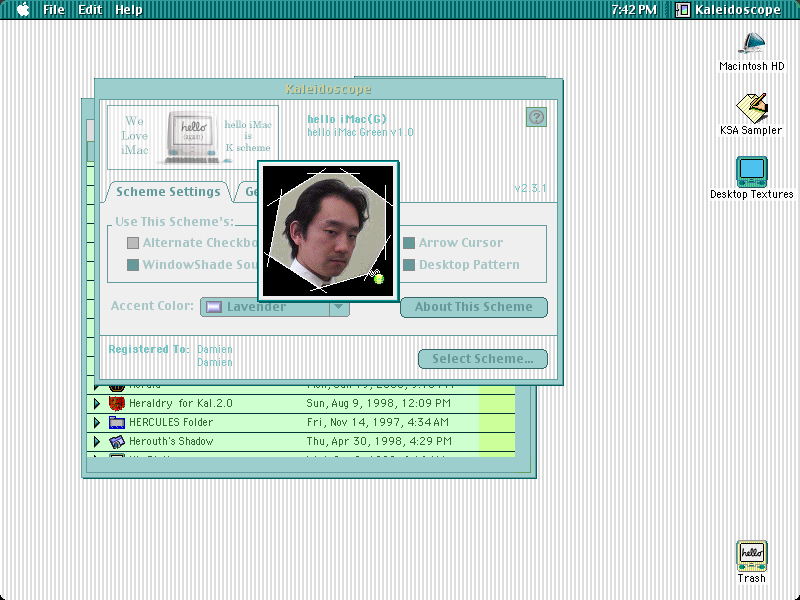 File Edit Help
7:42 PM
Kaleidoscope
Macintosh HD
KSA Sampler
Desktop Textures
Kaleidoscope
We
Love
iMac
hello
(again)
hello iMac
is
K scheme
hello iMac(G)
hello iMac Green v1.0
v2.3.1
Scheme Settings
Ge
Use This Scheme's:
Alternate Checkbo
Arrow Cursor
WindowShade Sou
Desktop Pattern
Accent Color:
Lavender
About This Scheme
Registered To: Damien
Damien
Select Scheme...
Heraldry for Kal.2.0 Sun, Aug 9, 1998, 12:09 PM
HERCULES Folder Fri, Nov 14, 1997, 4:34 AM
Herouth's Shadow Thu, Apr 30, 1998, 4:29 PM
hello
Trash